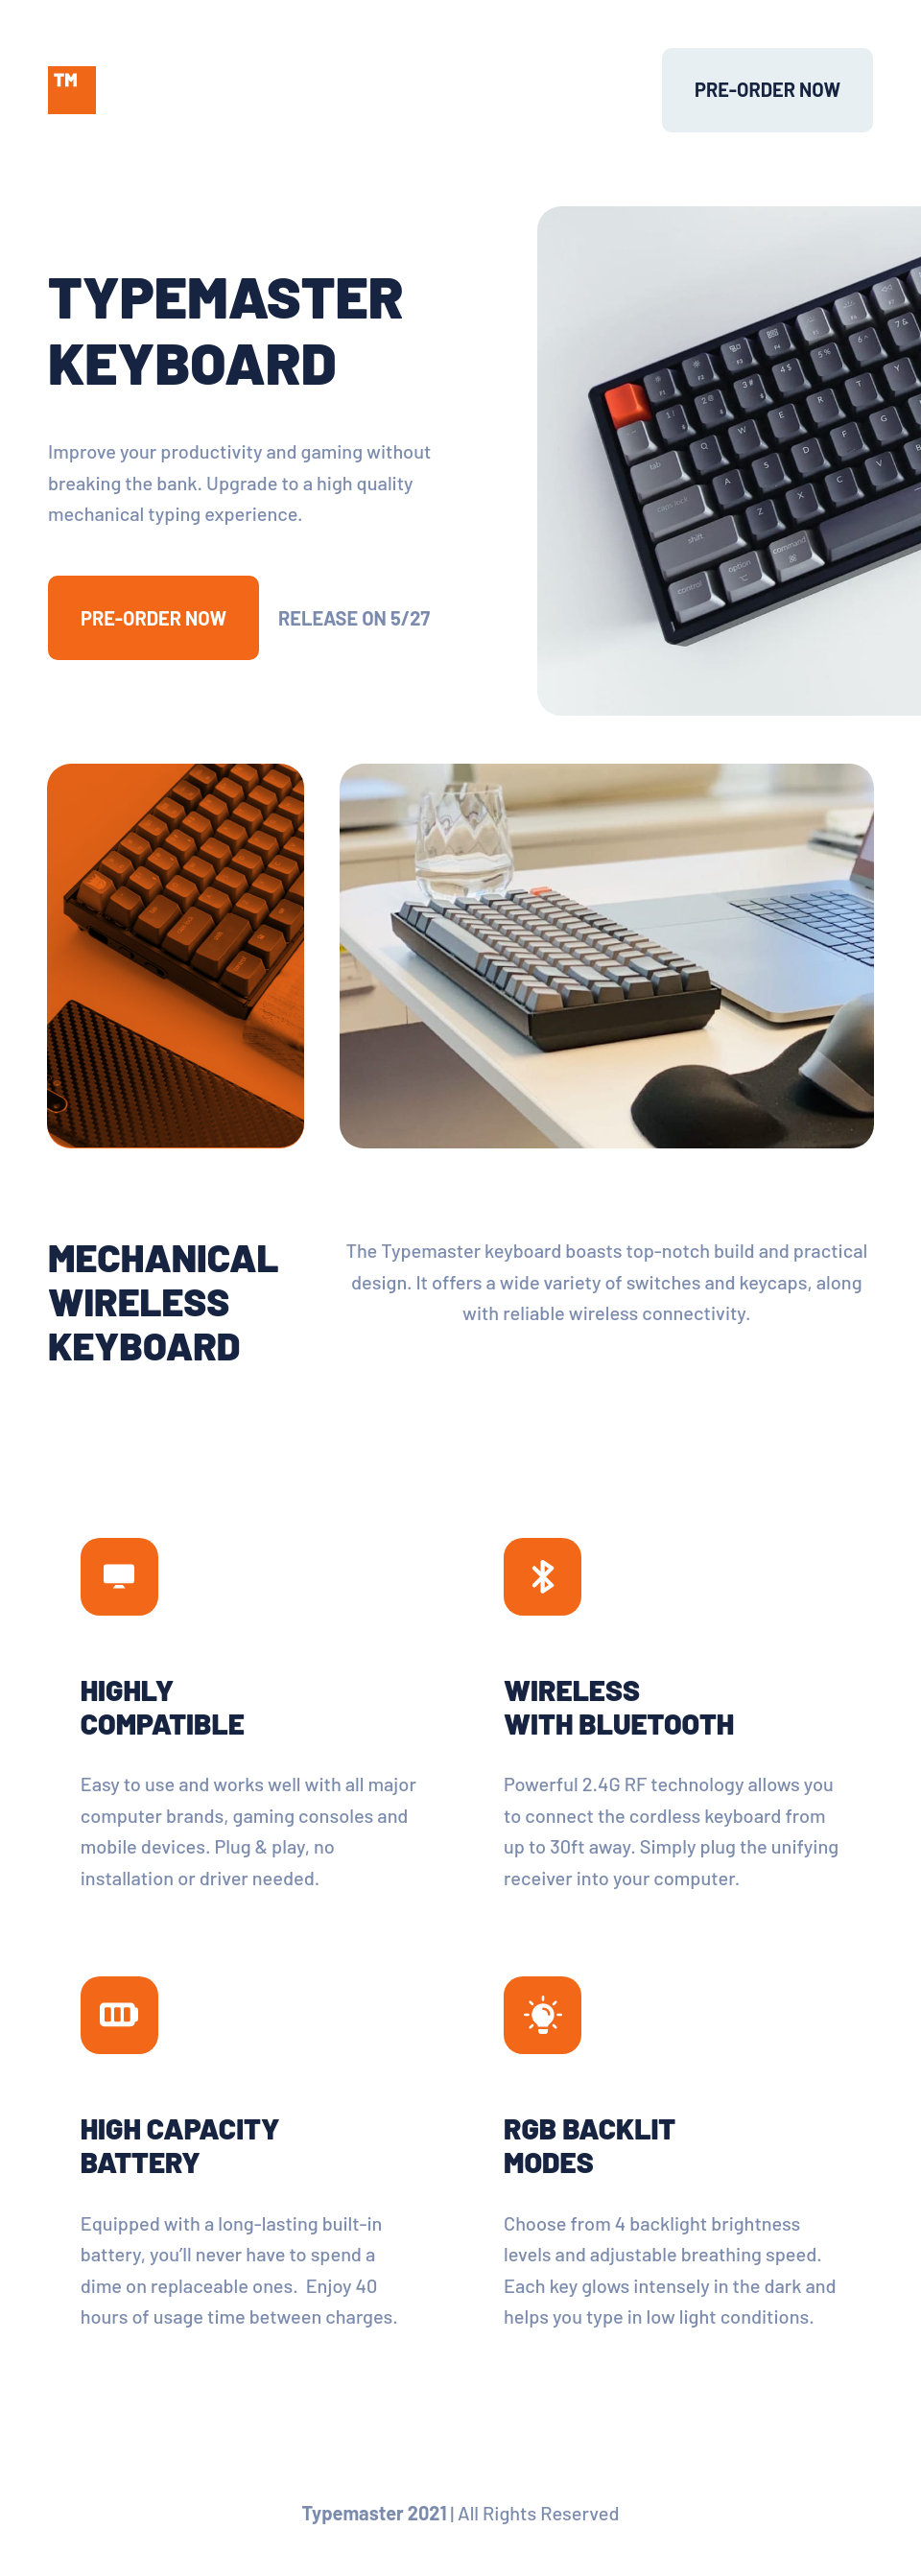 TM
PRE-ORDER NOW
TYPEMASTER
KEYBOARD
Improve your productivity and gaming without
breaking the bank. Upgrade to a high quality
mechanical typing experience.
PRE-ORDER NOW
RELEASE ON 5/27
MECHANICAL
WIRELESS
KEYBOARD
The Typemaster keyboard boasts top-notch build and practical
design. It offers a wide variety of switches and keycaps, along
with reliable wireless connectivity.
HIGHLY
COMPATIBLE
Easy to use and works well with all major
computer brands, gaming consoles and
mobile devices. Plug & play, no
installation or driver needed.
WIRELESS
WITH BLUETOOTH
Powerful 2.4G RF technology allows you
to connect the cordless keyboard from
up to 30ft away. Simply plug the unifying
receiver into your computer.
HIGH CAPACITY
BATTERY
Equipped with a long-lasting built-in
battery, you’ll never have to spend a
dime on replaceable ones.  Enjoy 40
hours of usage time between charges.
RGB BACKLIT
MODES
Choose from 4 backlight brightness
levels and adjustable breathing speed.
Each key glows intensely in the dark and
helps you type in low light conditions.
Typemaster 2021 | All Rights Reserved